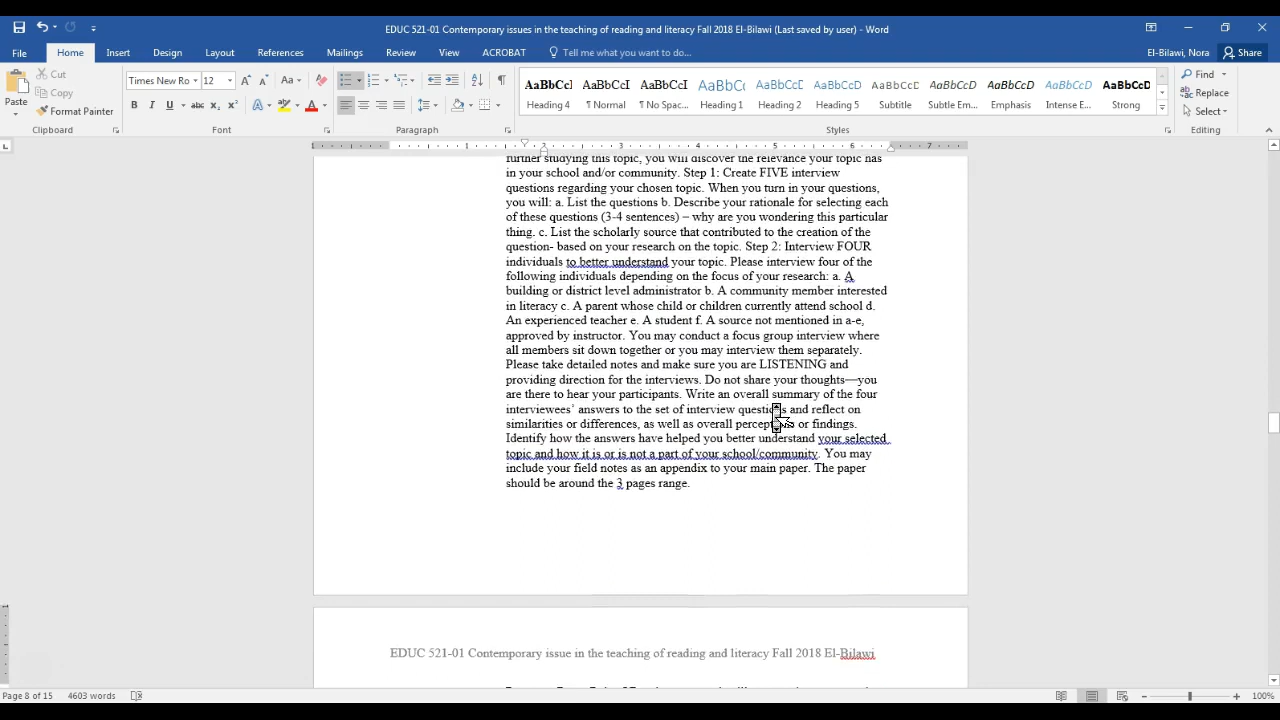 EDUC 521-01 Contemporary issues in the teaching of reading and literacy Fall 2018 El-Bilawi (Last saved by user) - Word
File Home Insert Design Layout References Mailings Review View ACROBAT Tell me what you want to do... El-Bilawi, Nora Share
Paste
Cut
Copy
Format Painter
Times New Ro 12
AaBbCcI AaBbCcI AaBbCcI AaBbC( AaBbCcD AaBbCcD AaBbCcD AaBbCcD AaBbCcD AaBbCcD AaBbCcD
Heading 4 ¶ Normal ¶ No Spac... Heading 1 Heading 2 Heading 5 Subtitle Subtle Em... Emphasis Intense E... Strong
Find
Replace
Select
Clipboard Font Paragraph Styles Editing
1 1 2 3 4 5 6 7
further studying this topic, you will discover the relevance your topic has
in your school and/or community. Step 1: Create FIVE interview
questions regarding your chosen topic. When you turn in your questions,
you will: a. List the questions b. Describe your rationale for selecting each
of these questions (3-4 sentences) – why are you wondering this particular
thing. c. List the scholarly source that contributed to the creation of the
question- based on your research on the topic. Step 2: Interview FOUR
individuals to better understand your topic. Please interview four of the
following individuals depending on the focus of your research: a. A
building or district level administrator b. A community member interested
in literacy c. A parent whose child or children currently attend school d.
An experienced teacher e. A student f. A source not mentioned in a-e,
approved by instructor. You may conduct a focus group interview where
all members sit down together or you may interview them separately.
Please take detailed notes and make sure you are LISTENING and
providing direction for the interviews. Do not share your thoughts—you
are there to hear your participants. Write an overall summary of the four
interviewees' answers to the set of interview questions and reflect on
similarities or differences, as well as overall perceptions or findings.
Identify how the answers have helped you better understand your selected
topic and how it is or is not a part of your school/community. You may
include your field notes as an appendix to your main paper. The paper
should be around the 3 pages range.
EDUC 521-01 Contemporary issue in the teaching of reading and literacy Fall 2018 El-Bilawi
Page 8 of 15 4603 words 100%